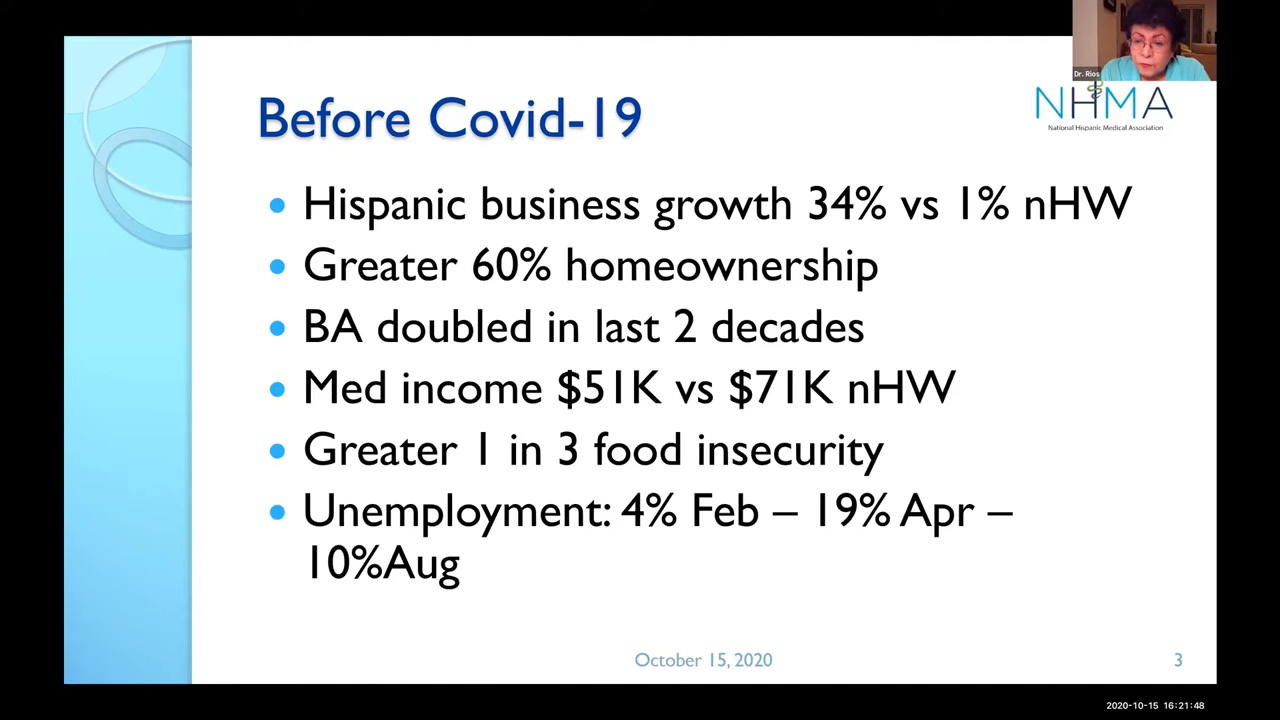 Dr. Rios
NHMA
National Hispanic Medical Association
Before Covid-19
• Hispanic business growth 34% vs 1% nHW
• Greater 60% homeownership
• BA doubled in last 2 decades
• Med income $51K vs $71K nHW
• Greater 1 in 3 food insecurity
• Unemployment: 4% Feb – 19% Apr –
10%Aug
October 15, 2020
3
2020-10-15 16:21:48